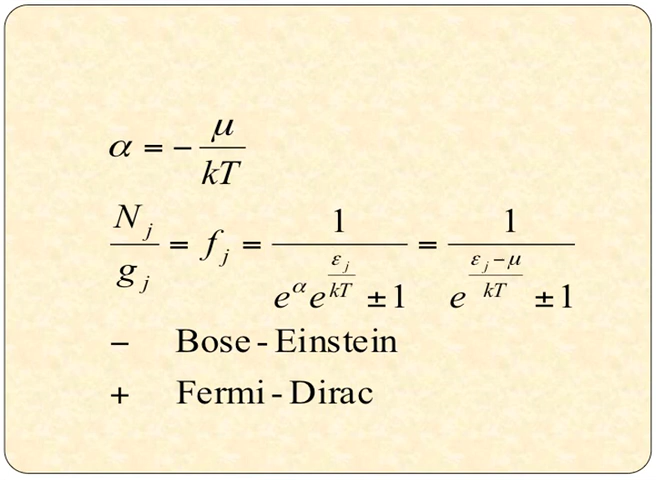 α = − μ/kT
N_j/g_j = f_j = 1/(e^α e^(ε_j/kT) ± 1) = 1/(e^((ε_j − μ)/kT) ± 1)
− Bose - Einstein
+ Fermi - Dirac